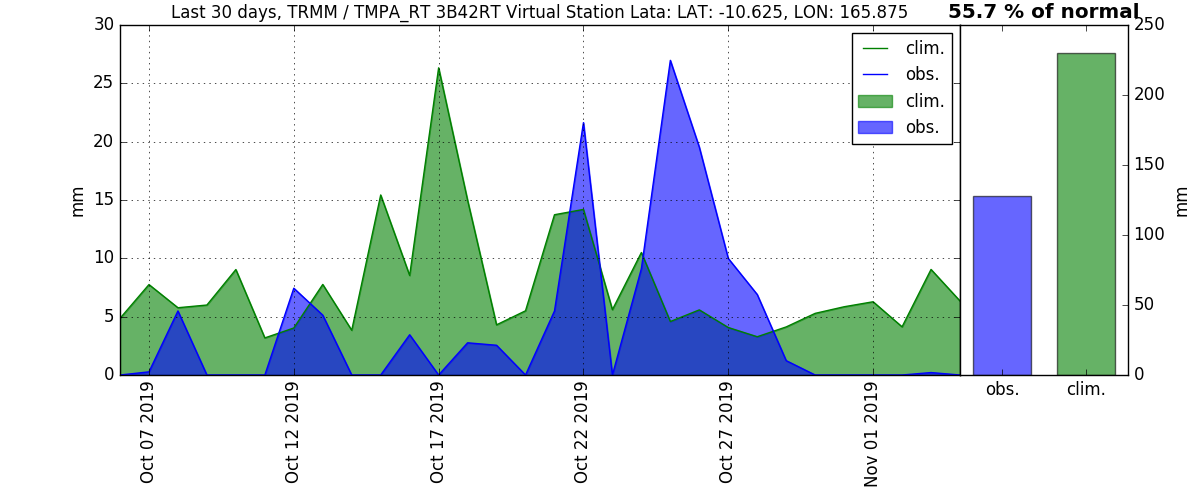 Last 30 days, TRMM / TMPA_RT 3B42RT Virtual Station Lata: LAT: -10.625, LON: 165.875
55.7 % of normal
30
25
20
15
10
5
0
mm
clim.
obs.
clim.
obs.
250
200
150
100
50
0
mm
obs.
clim.
Oct 07 2019
Oct 12 2019
Oct 17 2019
Oct 22 2019
Oct 27 2019
Nov 01 2019